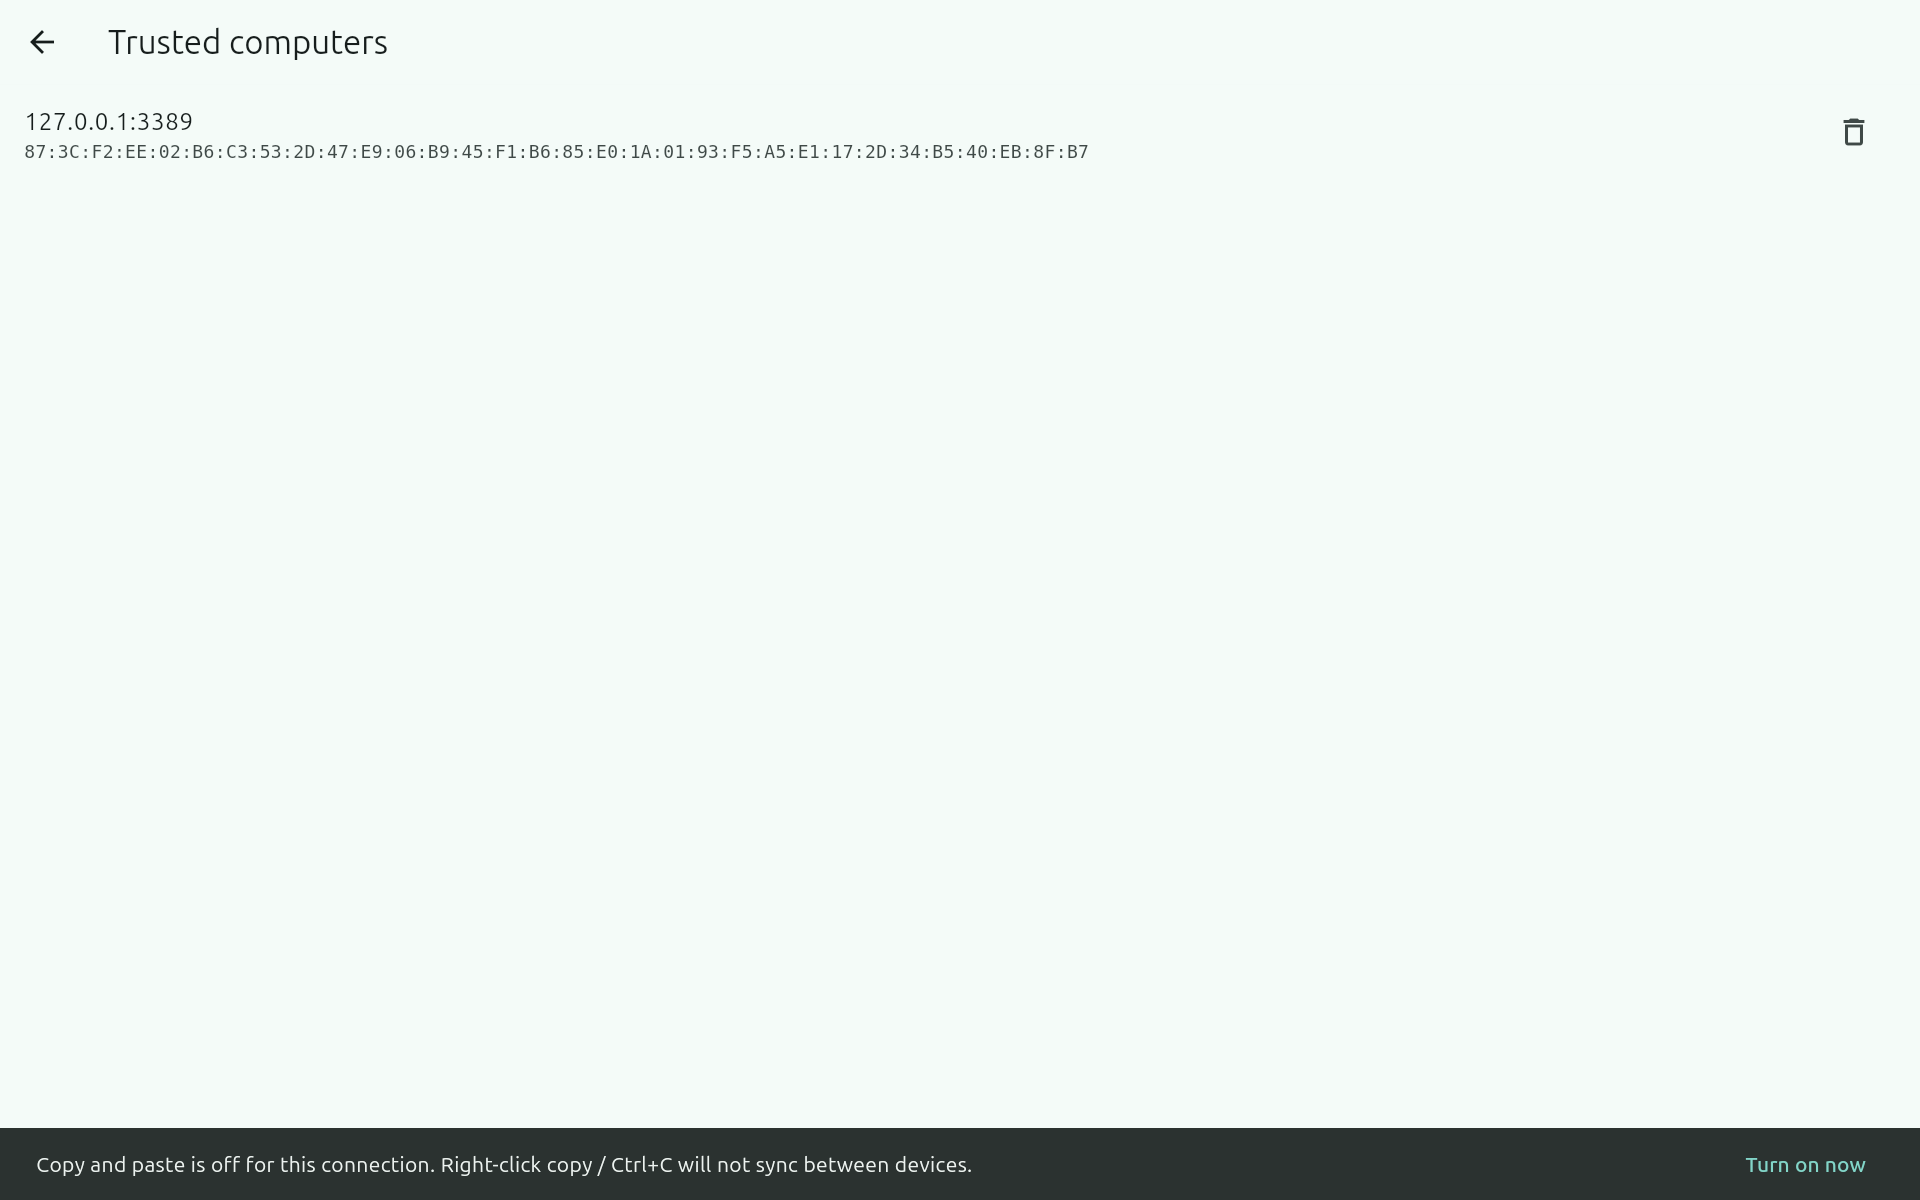 Trusted computers
127.0.0.1:3389
87:3C:F2:EE:02:B6:C3:53:2D:47:E9:06:B9:45:F1:B6:85:E0:1A:01:93:F5:A5:E1:17:2D:34:B5:40:EB:8F:B7
Copy and paste is off for this connection. Right-click copy / Ctrl+C will not sync between devices.
Turn on now